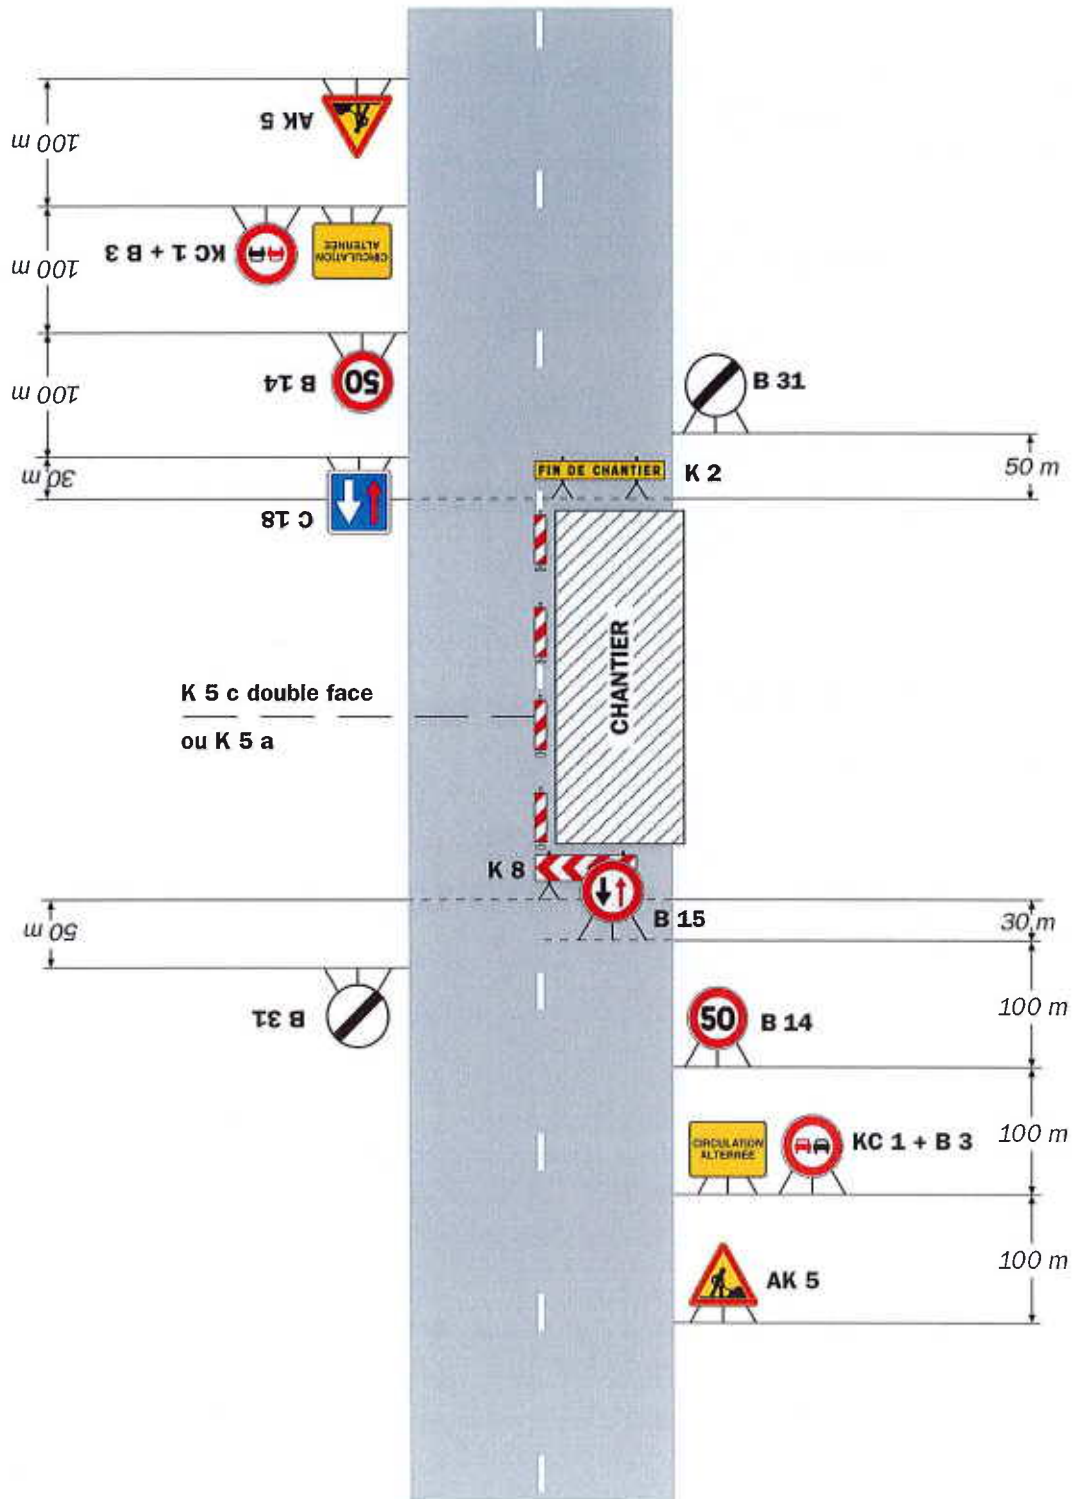 AK 5
100 m
KC 1 + B 3
CIRCULATION
ALTERNÉE
100 m
B 14
50
100 m
B 31
50 m
30 m
C 18
FIN DE CHANTIER
K 2
CHANTIER
K 5 c double face
ou K 5 a
K 8
B 15
30 m
50 m
B 31
50
B 14
100 m
CIRCULATION
ALTERNÉE
KC 1 + B 3
100 m
AK 5
100 m